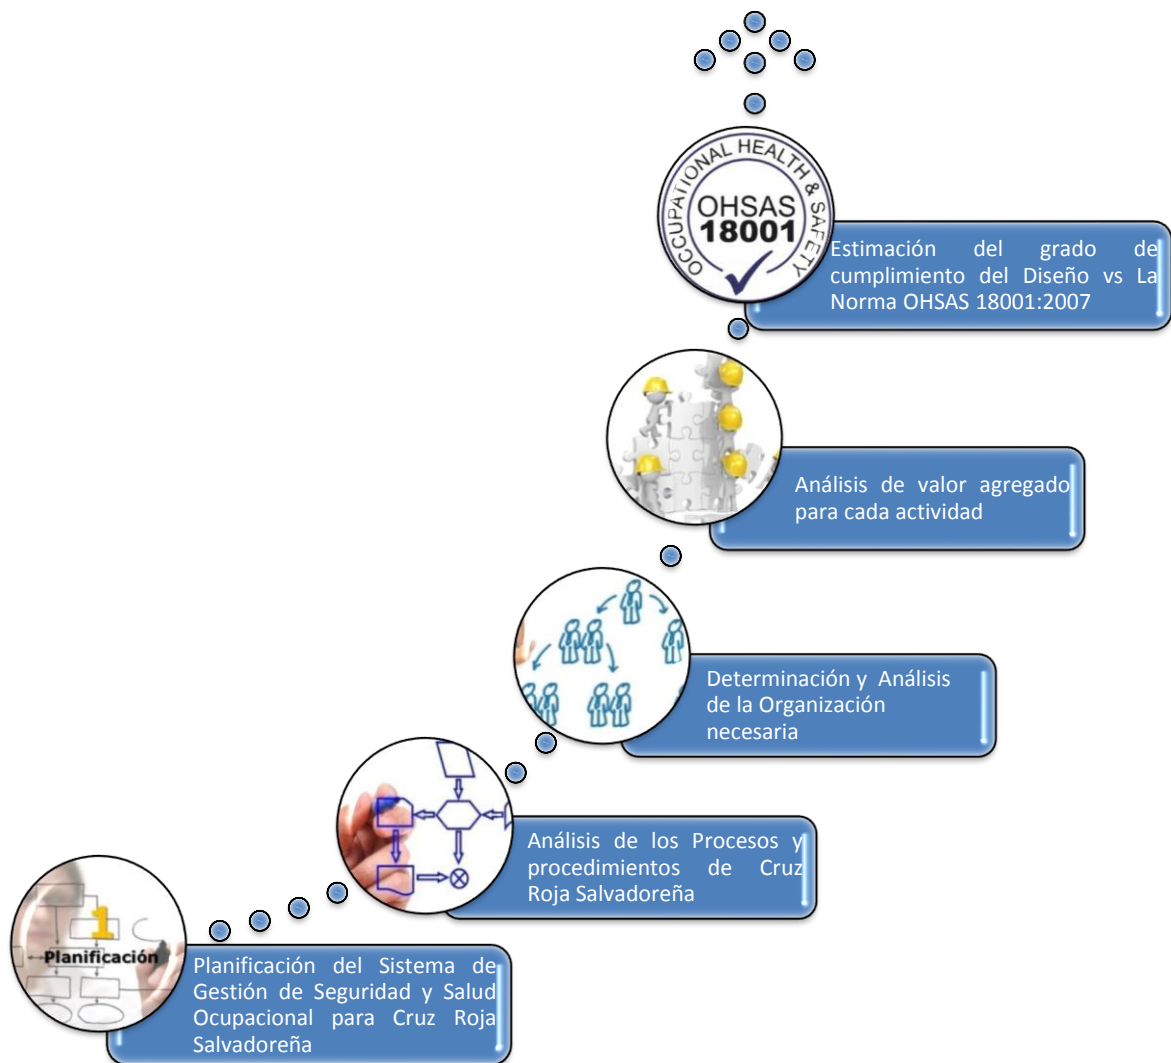 OCCUPATIONAL HEALTH & SAFETY
OHSAS
18001
Estimación del grado de
cumplimiento del Diseño vs La
Norma OHSAS 18001:2007
Análisis de valor agregado
para cada actividad
Determinación y Análisis
de la Organización
necesaria
Análisis de los Procesos y
procedimientos de Cruz
Roja Salvadoreña
1
Planificación
Planificación del Sistema de
Gestión de Seguridad y Salud
Ocupacional para Cruz Roja
Salvadoreña